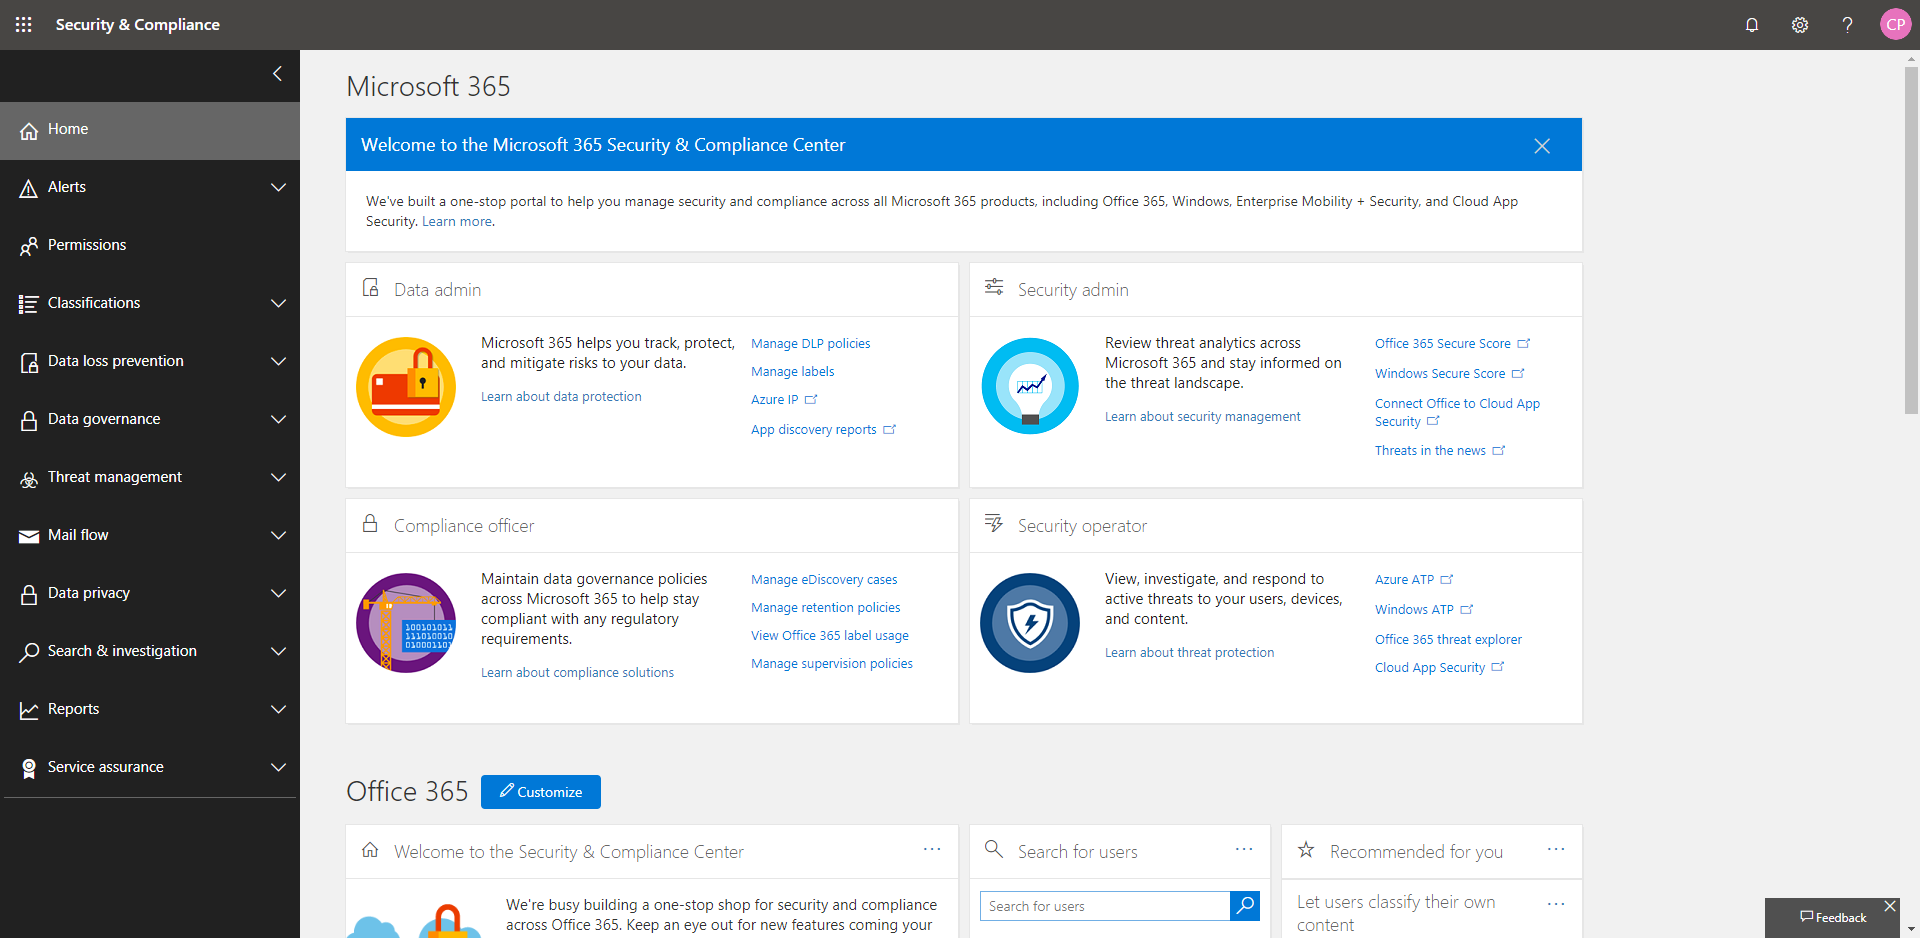 Security & Compliance
?
CP
Home
Alerts
Permissions
Classifications
Data loss prevention
Data governance
Threat management
Mail flow
Data privacy
Search & investigation
Reports
Service assurance
Microsoft 365
Welcome to the Microsoft 365 Security & Compliance Center
We've built a one-stop portal to help you manage security and compliance across all Microsoft 365 products, including Office 365, Windows, Enterprise Mobility + Security, and Cloud App
Security. Learn more.
Data admin
Microsoft 365 helps you track, protect,
and mitigate risks to your data.
Learn about data protection
Manage DLP policies
Manage labels
Azure IP
App discovery reports
Security admin
Review threat analytics across
Microsoft 365 and stay informed on
the threat landscape.
Learn about security management
Office 365 Secure Score
Windows Secure Score
Connect Office to Cloud App
Security
Threats in the news
Compliance officer
100101011
11101001
01000110
Maintain data governance policies
across Microsoft 365 to help stay
compliant with any regulatory
requirements.
Learn about compliance solutions
Manage eDiscovery cases
Manage retention policies
View Office 365 label usage
Manage supervision policies
Security operator
View, investigate, and respond to
active threats to your users, devices,
and content.
Learn about threat protection
Azure ATP
Windows ATP
Office 365 threat explorer
Cloud App Security
Office 365
Customize
Welcome to the Security & Compliance Center
...
We're busy building a one-stop shop for security and compliance
across Office 365. Keep an eye out for new features coming your
Search for users
...
Search for users
Recommended for you
...
Let users classify their own
content
...
Feedback